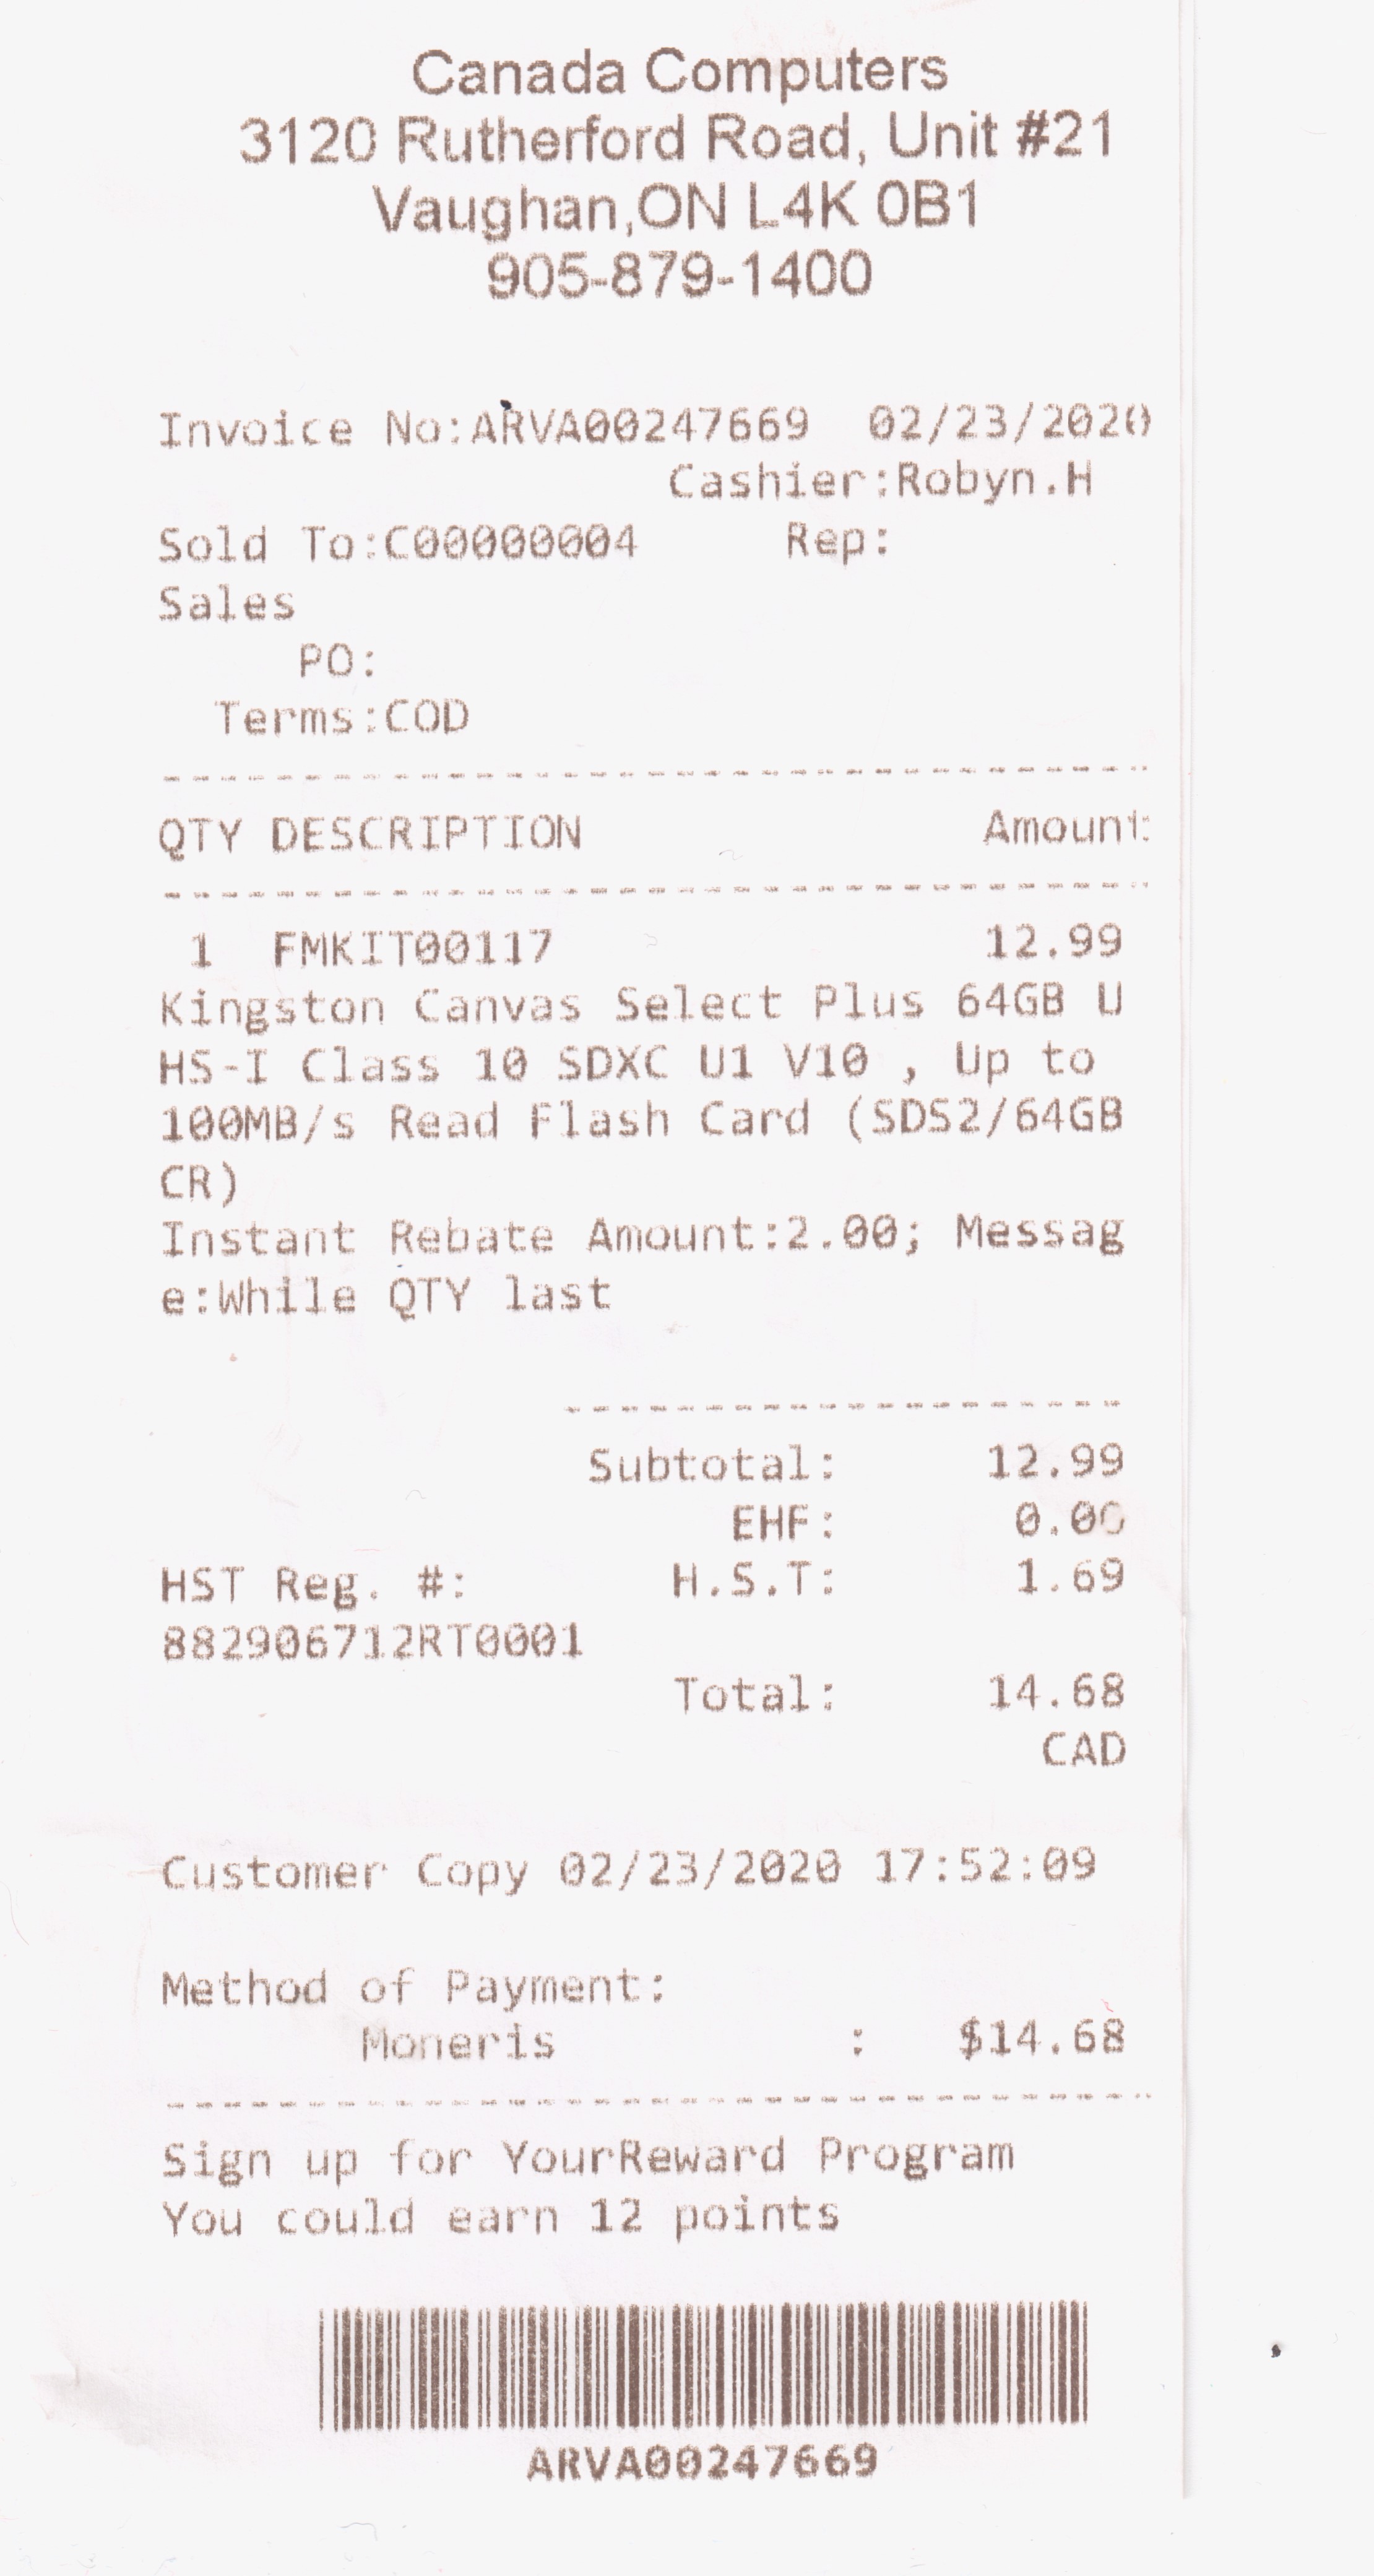 Canada Computers
3120 Rutherford Road, Unit #21
Vaughan,ON L4K 0B1
905-879-1400
Invoice No:ARVA00247669 02/23/2020
Cashier:Robyn.H
Sold To:C00000004 Rep:
Sales
PO:
Terms:COD
QTY DESCRIPTION Amount
1 FMKIT00117 12.99
Kingston Canvas Select Plus 64GB U
HS-I Class 10 SDXC U1 V10 , Up to
100MB/s Read Flash Card (SDS2/64GB
CR)
Instant Rebate Amount:2.00; Messag
e:While QTY last
Subtotal: 12.99
EHF: 0.00
HST Reg. #: H.S.T: 1.69
882906712RT0001
Total: 14.68
CAD
Customer Copy 02/23/2020 17:52:09
Method of Payment:
Moneris : $14.68
Sign up for YourReward Program
You could earn 12 points
ARVA00247669